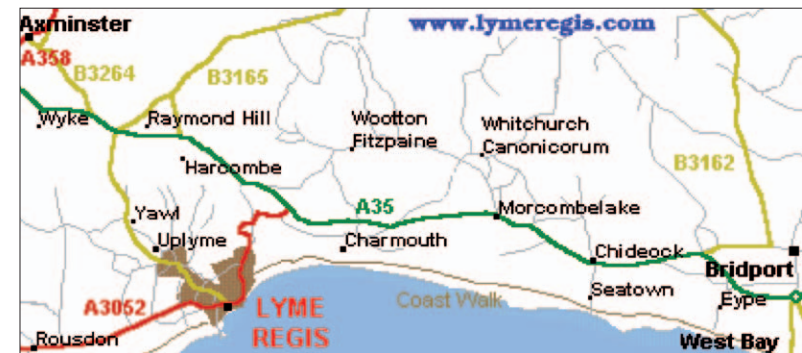 Axminster
www.lymeregis.com
A358
B3264
B3165
Wyke
Raymond Hill
Wootton
Fitzpaine
Whitchurch
Canonicorum
B3162
Harcombe
Yawl
A35
Morcombelake
Uplyme
Charmouth
Chideock
Bridport
A3052
LYME
REGIS
Coast Walk
Seatown
Eype
Rousdon
West Bay